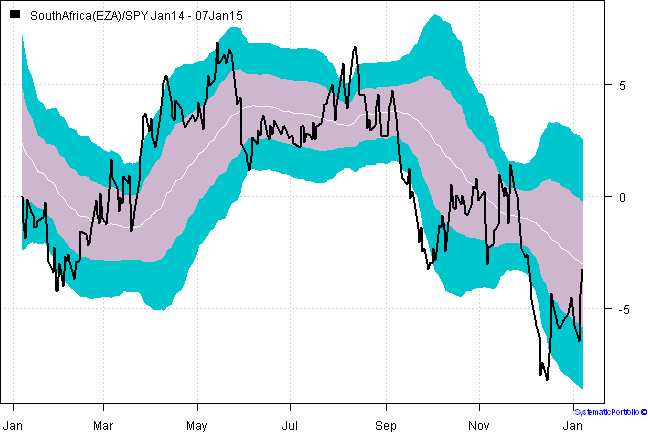 SouthAfrica(EZA)/SPY Jan14 - 07Jan15
5
0
-5
SystematicPortfolio ©
Jan Mar May Jul Sep Nov Jan